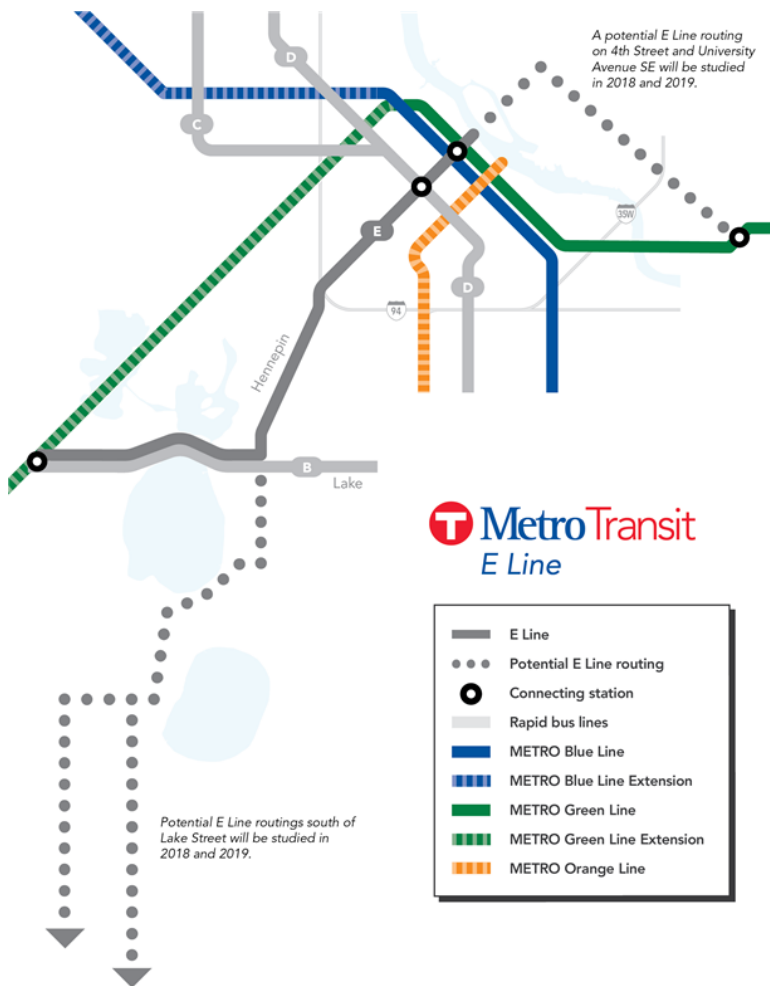 A potential E Line routing
on 4th Street and University
Avenue SE will be studied
in 2018 and 2019.
D
C
35W
E
D
94
Hennepin
B
Lake
T MetroTransit
E Line
E Line
Potential E Line routing
Connecting station
Rapid bus lines
METRO Blue Line
METRO Blue Line Extension
METRO Green Line
METRO Green Line Extension
METRO Orange Line
Potential E Line routings south of
Lake Street will be studied in
2018 and 2019.